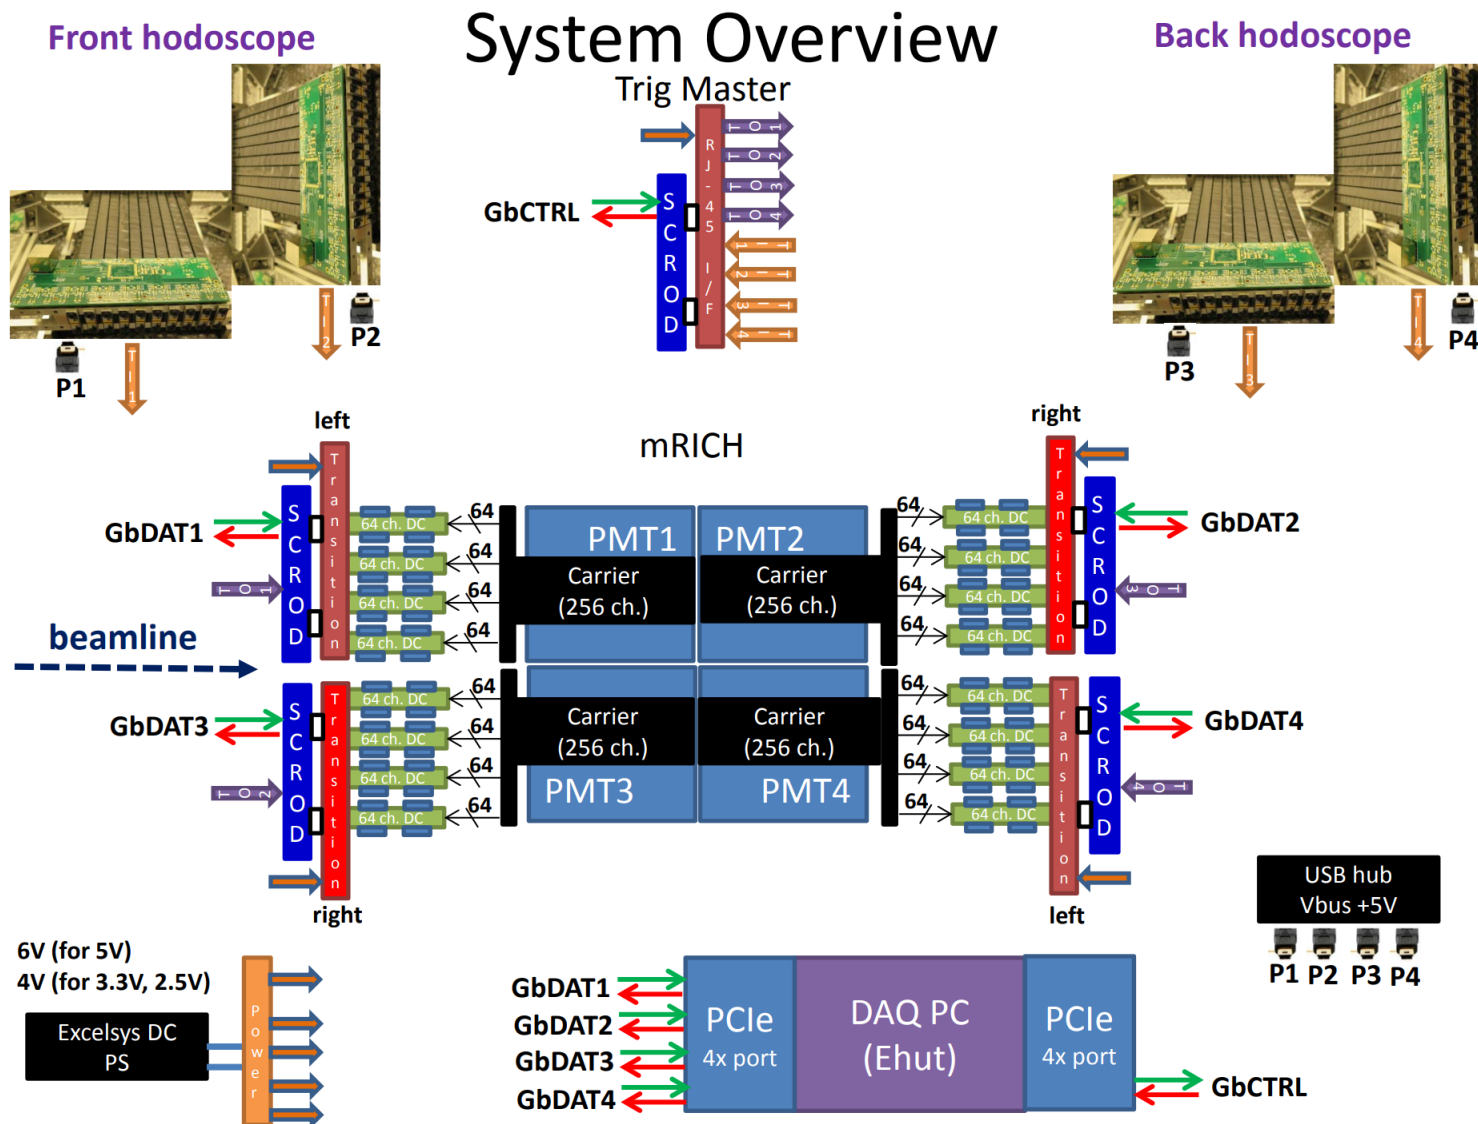 System Overview
Front hodoscope
Back hodoscope
Trig Master
RJ-45 I/F
SCROD
GbCTRL
TO1
TO2
TO3
TO4
TI1
TI2
TI3
TI4
P1
TI1
TI2
P2
P3
TI3
TI4
P4
mRICH
left
Transition
SCROD
GbDAT1
TO1
64 ch. DC
64
64 ch. DC
64
64 ch. DC
64
64 ch. DC
64
PMT1
Carrier
(256 ch.)
PMT2
Carrier
(256 ch.)
right
Transition
SCROD
GbDAT2
TO3
64
64 ch. DC
64
64 ch. DC
64
64 ch. DC
64
64 ch. DC
beamline
SCROD
Transition
right
GbDAT3
TO2
64 ch. DC
64
64 ch. DC
64
64 ch. DC
64
64 ch. DC
64
Carrier
(256 ch.)
PMT3
Carrier
(256 ch.)
PMT4
64
64 ch. DC
64
64 ch. DC
64
64 ch. DC
64
64 ch. DC
Transition
SCROD
left
GbDAT4
TO4
USB hub
Vbus +5V
P1 P2 P3 P4
6V (for 5V)
4V (for 3.3V, 2.5V)
Excelsys DC
PS
Power
GbDAT1
GbDAT2
GbDAT3
GbDAT4
PCIe
4x port
DAQ PC
(Ehut)
PCIe
4x port
GbCTRL